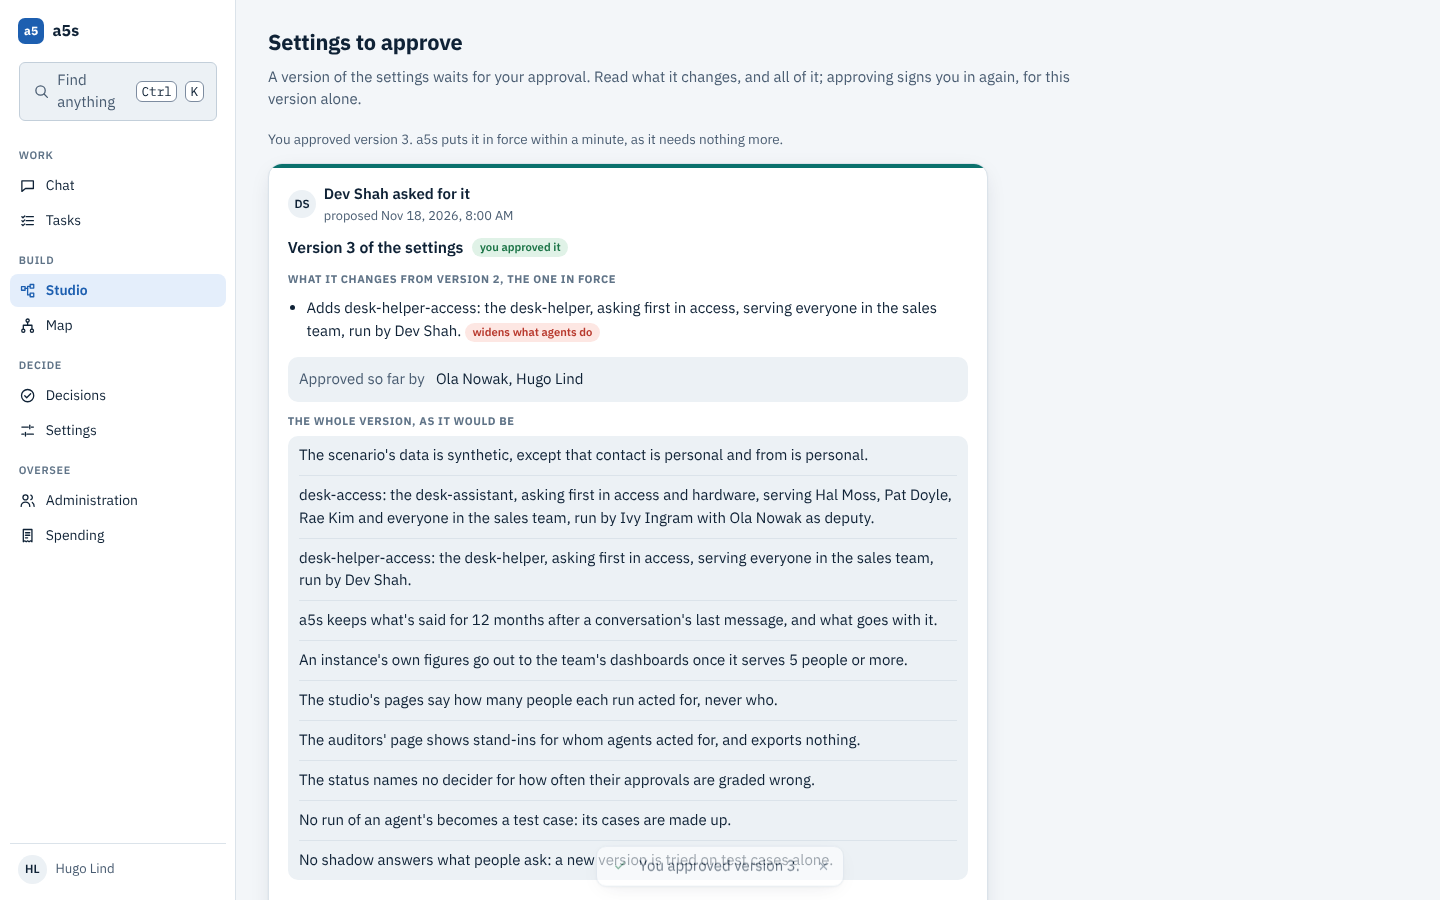 a5 a5s
Find
anything
Ctrl K
WORK
Chat
Tasks
BUILD
Studio
Map
DECIDE
Decisions
Settings
OVERSEE
Administration
Spending
HL Hugo Lind
Settings to approve
A version of the settings waits for your approval. Read what it changes, and all of it; approving signs you in again, for this
version alone.
You approved version 3. a5s puts it in force within a minute, as it needs nothing more.
DS
Dev Shah asked for it
proposed Nov 18, 2026, 8:00 AM
Version 3 of the settings you approved it
WHAT IT CHANGES FROM VERSION 2, THE ONE IN FORCE
• Adds desk-helper-access: the desk-helper, asking first in access, serving everyone in the sales
team, run by Dev Shah. widens what agents do
Approved so far by Ola Nowak, Hugo Lind
THE WHOLE VERSION, AS IT WOULD BE
The scenario's data is synthetic, except that contact is personal and from is personal.
desk-access: the desk-assistant, asking first in access and hardware, serving Hal Moss, Pat Doyle,
Rae Kim and everyone in the sales team, run by Ivy Ingram with Ola Nowak as deputy.
desk-helper-access: the desk-helper, asking first in access, serving everyone in the sales team,
run by Dev Shah.
a5s keeps what's said for 12 months after a conversation's last message, and what goes with it.
An instance's own figures go out to the team's dashboards once it serves 5 people or more.
The studio's pages say how many people each run acted for, never who.
The auditors' page shows stand-ins for whom agents acted for, and exports nothing.
The status names no decider for how often their approvals are graded wrong.
No run of an agent's becomes a test case: its cases are made up.
No shadow answers what people ask: a new version is tried on test cases alone.
You approved version 3.